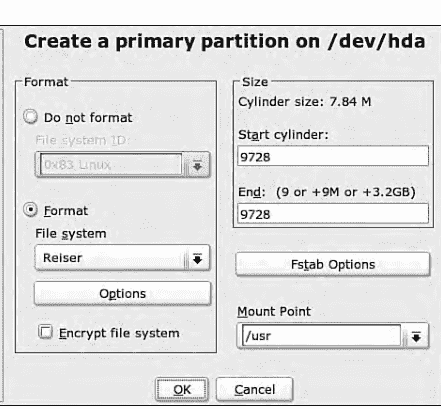 Create a primary partition on /dev/hda
Format
Do not format
File system ID:
0x83 Linux
Format
File system
Reiser
Options
Encrypt file system
Size
Cylinder size: 7.84 M
Start cylinder:
9728
End: (9 or +9M or +3.2GB)
9728
Fstab Options
Mount Point
/usr
OK
Cancel